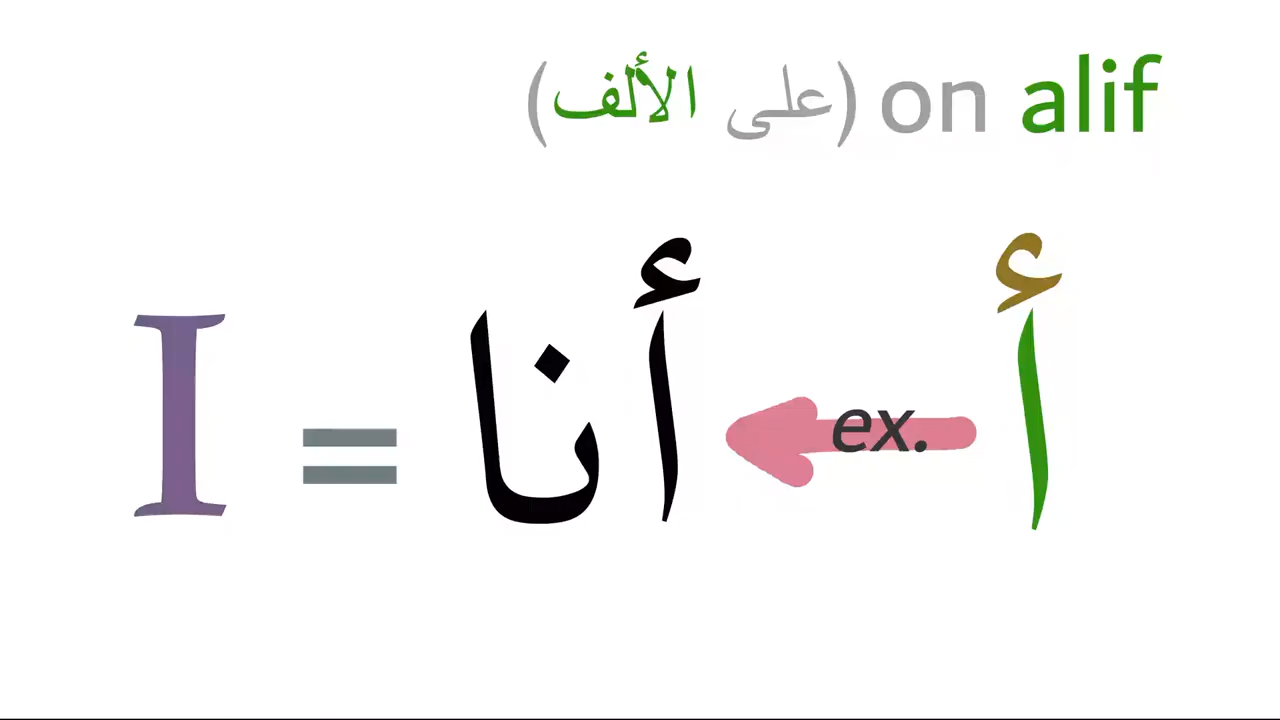 on alif (على الألف)
أ ex. أنا = I